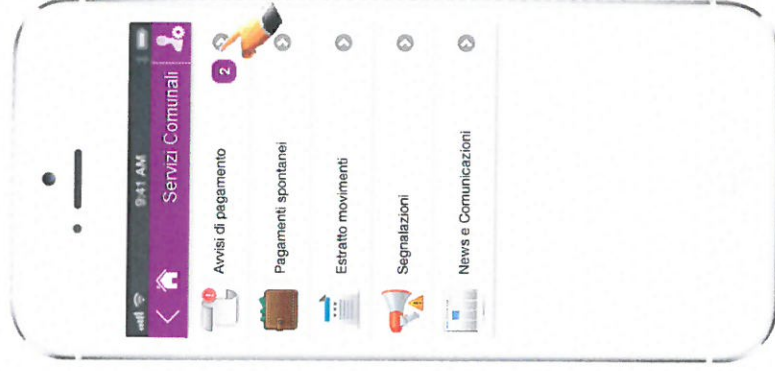 9:41 AM
Servizi Comunali
Avvisi di pagamento
2
Pagamenti spontanei
Estratto movimenti
Segnalazioni
News e Comunicazioni